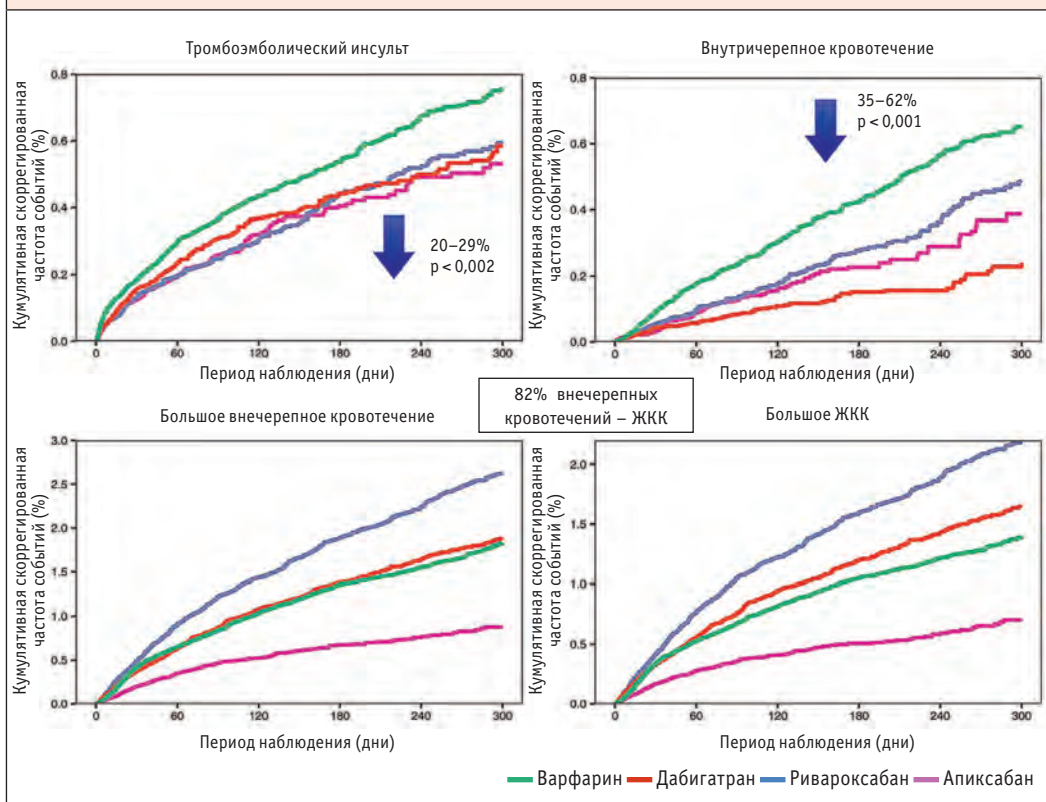 Тромбоэмболический инсульт
Кумулятивная скорректированная
частота событий (%)
0.8
0.6
0.4
0.2
0.0
0 60 120 180 240 300
Период наблюдения (дни)
20–29%
p < 0,002
Внутричерепное кровотечение
Кумулятивная скорректированная
частота событий (%)
0.8
0.6
0.4
0.2
0.0
0 60 120 180 240 300
Период наблюдения (дни)
35–62%
p < 0,001
82% внечерепных
кровотечений – ЖКК
Большое внечерепное кровотечение
Кумулятивная скоррегированная
частота событий (%)
3.0
2.5
2.0
1.5
1.0
0.5
0.0
0 60 120 180 240 300
Период наблюдения (дни)
Большое ЖКК
Кумулятивная скоррегированная
частота событий (%)
2.0
1.5
1.0
0.5
0.0
0 60 120 180 240 300
Период наблюдения (дни)
Варфарин Дабигатран Ривароксабан Апиксабан